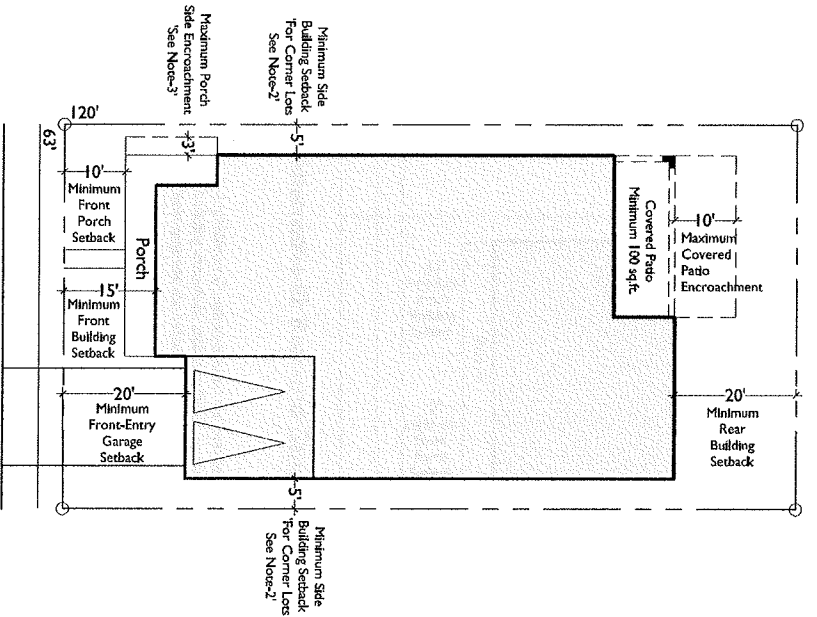 Maximum Porch
Side Encroachment
'See Note-3'
Minimum Side
Building Setback
'For Corner Lots
See Note-2'
120'
63'
3'
5'
10'
Minimum
Front
Porch
Setback
Porch
15'
Minimum
Front
Building
Setback
20'
Minimum
Front-Entry
Garage
Setback
Covered Patio
Minimum 100 sq.ft.
10'
Maximum
Covered
Patio
Encroachment
20'
Minimum
Rear
Building
Setback
5'
Minimum Side
Building Setback
'For Corner Lots
See Note-2'